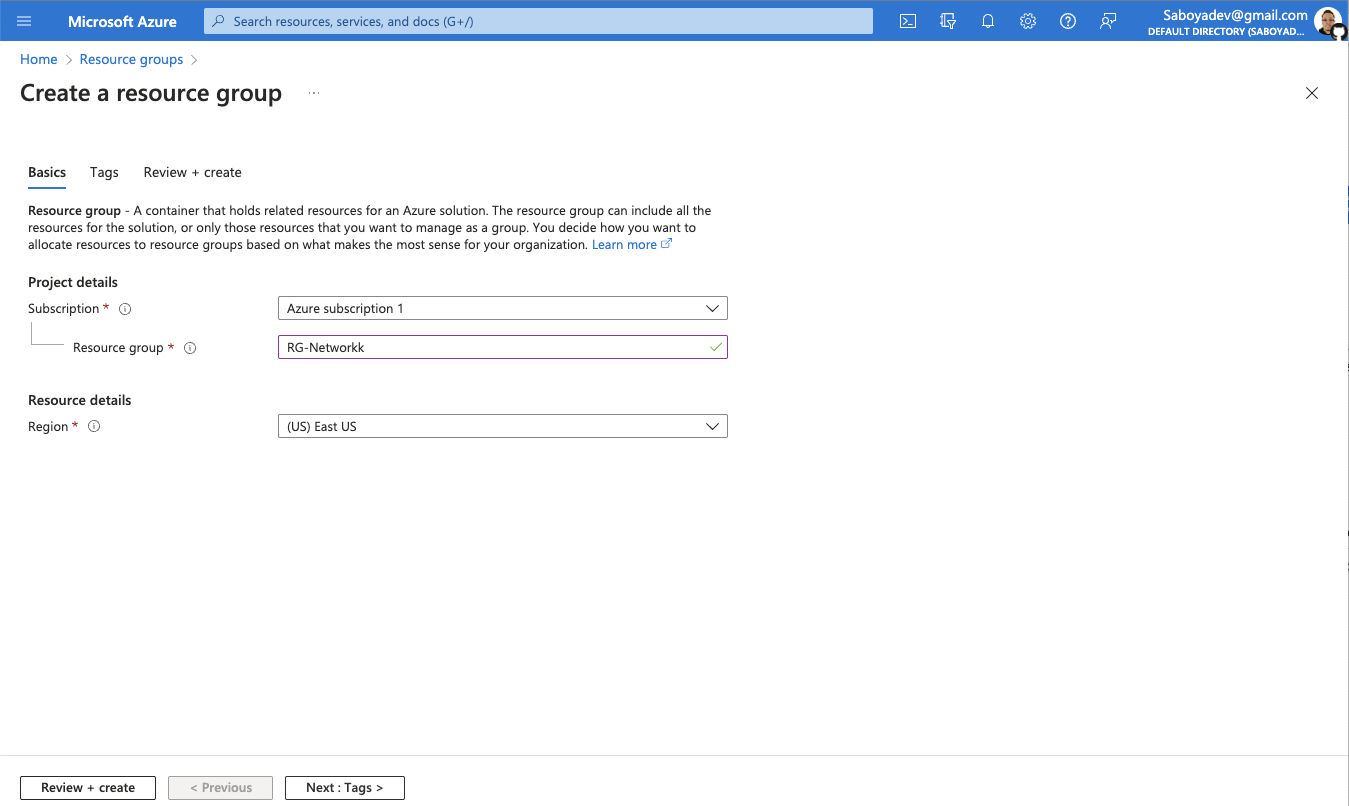 Microsoft Azure
Search resources, services, and docs (G+/)
Saboyadev@gmail.com
DEFAULT DIRECTORY (SABOYAD...
Home > Resource groups >
Create a resource group ...
Basics Tags Review + create
Resource group - A container that holds related resources for an Azure solution. The resource group can include all the
resources for the solution, or only those resources that you want to manage as a group. You decide how you want to
allocate resources to resource groups based on what makes the most sense for your organization. Learn more
Project details
Subscription * Azure subscription 1
Resource group * RG-Networkk
Resource details
Region * (US) East US
Review + create < Previous Next : Tags >